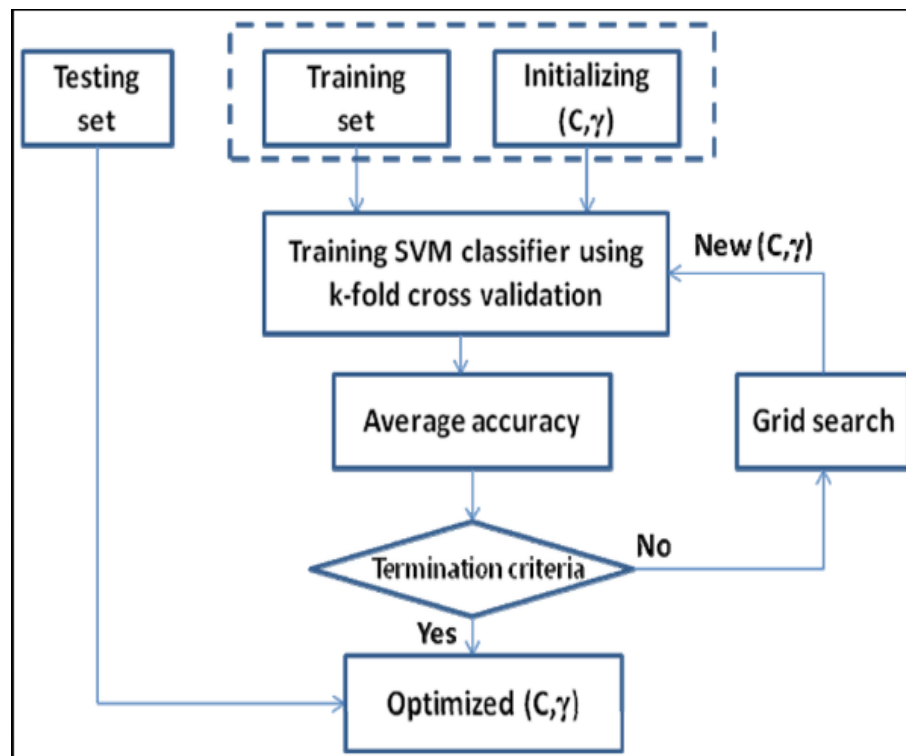 Testing
set
Training
set
Initializing
(C,γ)
Training SVM classifier using
k-fold cross validation
New (C,γ)
Average accuracy
Grid search
Termination criteria
No
Yes
Optimized (C,γ)